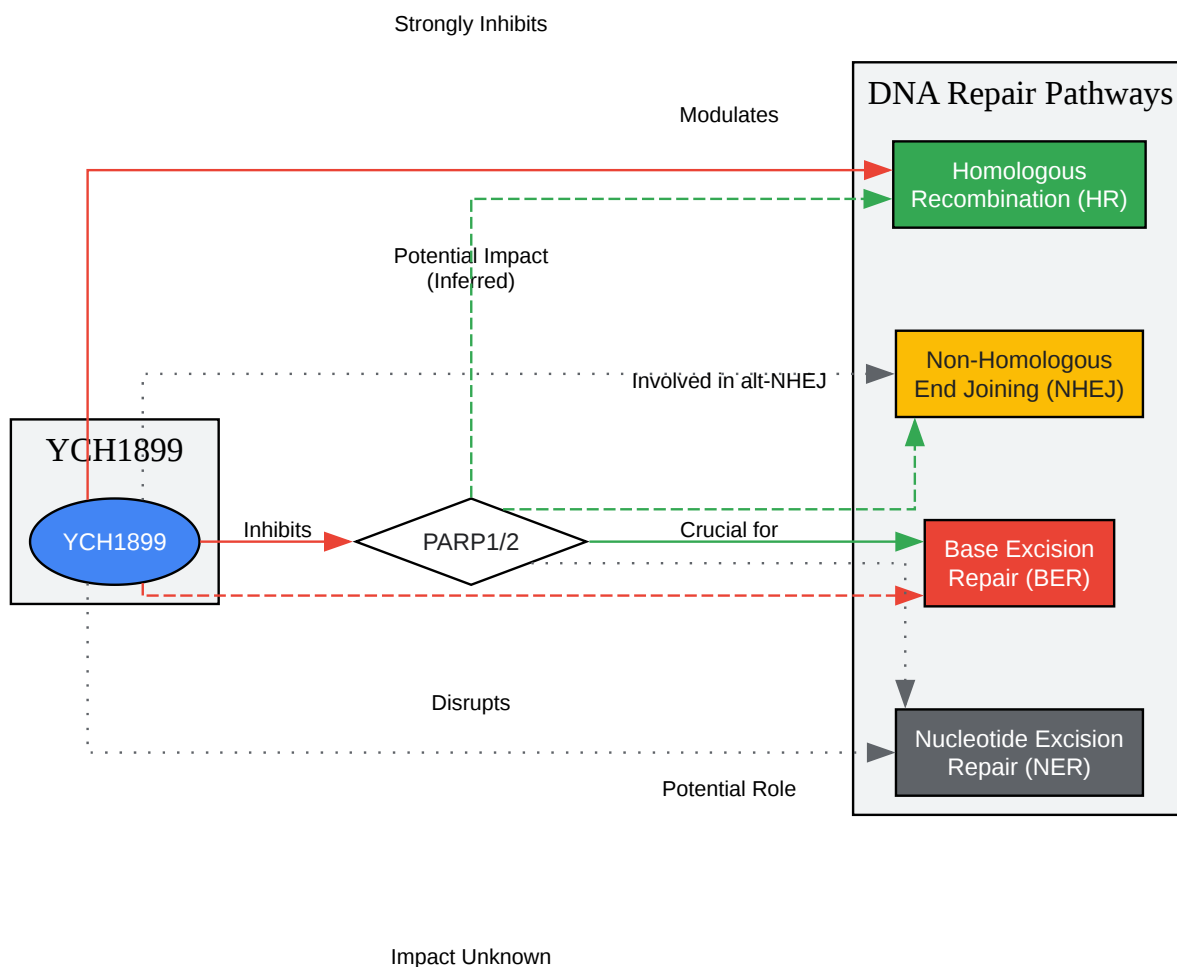 Strongly Inhibits
DNA Repair Pathways
Modulates
Homologous
Recombination (HR)
Potential Impact
(Inferred)
Non-Homologous
End Joining (NHEJ)
Involved in alt-NHEJ
YCH1899
YCH1899
Inhibits
PARP1/2
Crucial for
Base Excision
Repair (BER)
Disrupts
Nucleotide Excision
Repair (NER)
Potential Role
Impact Unknown